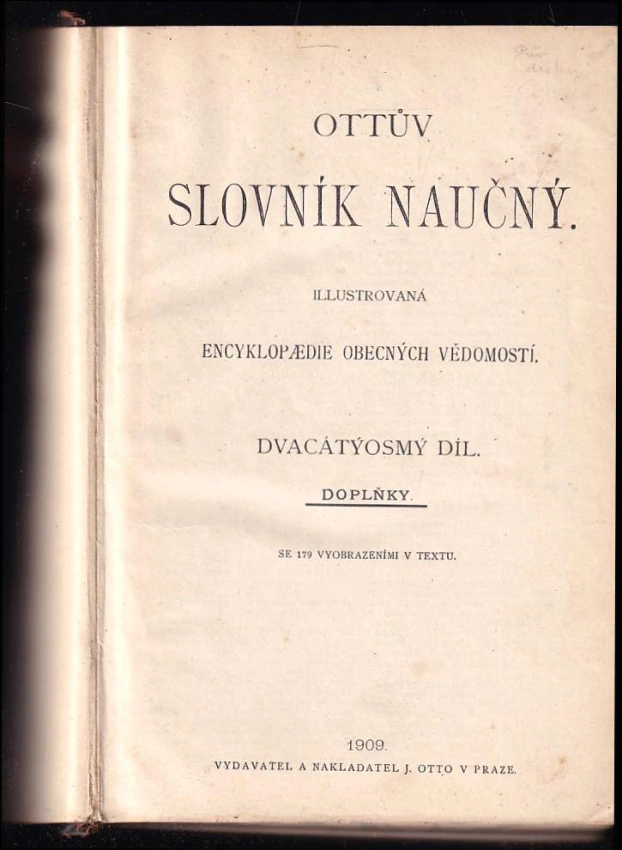 OTTŮV
SLOVNÍK NAUČNÝ.
ILLUSTROVANÁ
ENCYKLOPÆDIE OBECNÝCH VĚDOMOSTÍ.
DVACÁTÝOSMÝ DÍL.
DOPLŇKY.
SE 179 VYOBRAZENÍMI V TEXTU.
1909.
VYDAVATEL A NAKLADATEL J. OTTO V PRAZE.